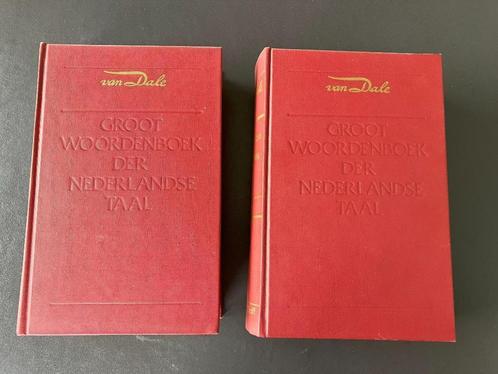 van Dale
GROOT
WOORDENBOEK
DER
NEDERLANDSE
TAAL
van Dale
GROOT
WOORDENBOEK
DER
NEDERLANDSE
TAAL